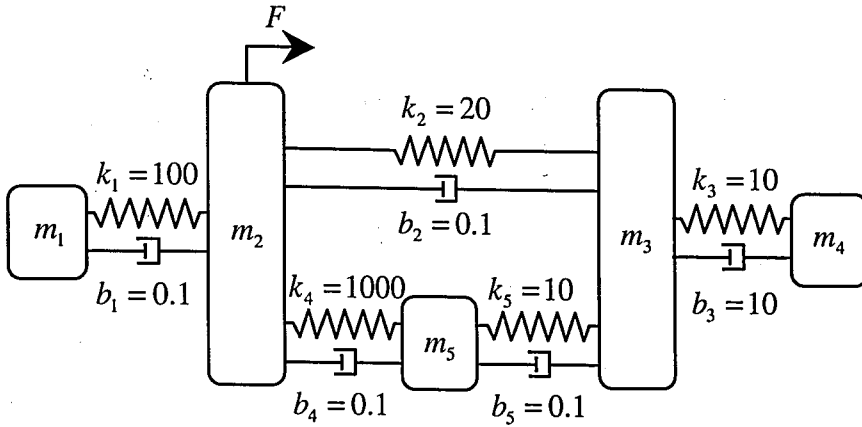 F
k₂ = 20
k₁ = 100
k₃ = 10
m₁
m₂
b₂ = 0.1
m₃
m₄
b₁ = 0.1
k₄ = 1000
k₅ = 10
b₃ = 10
m₅
b₄ = 0.1
b₅ = 0.1